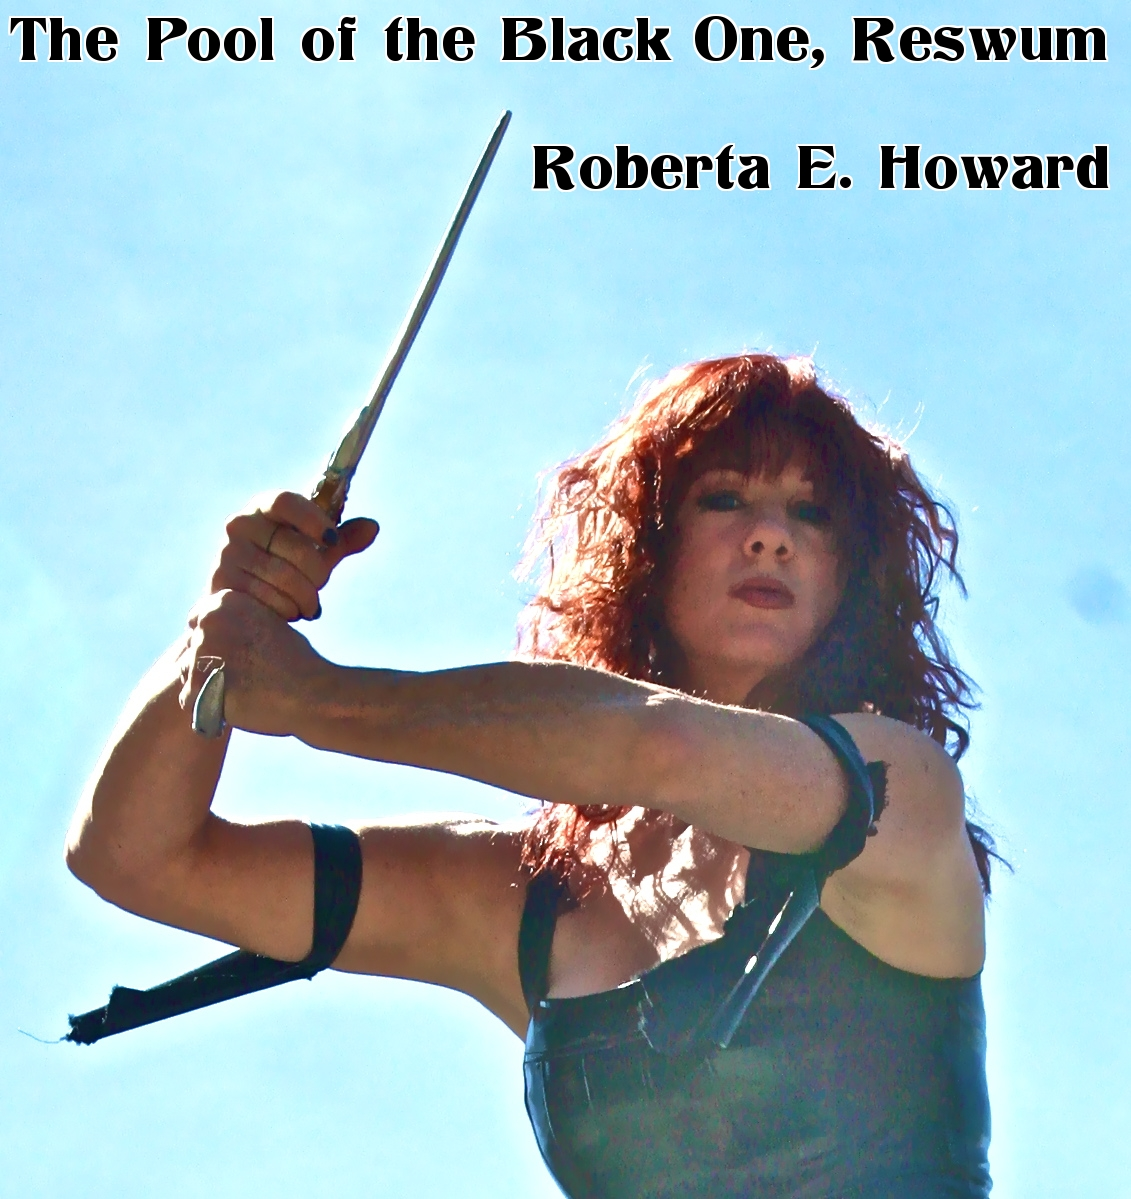 The Pool of the Black One, Reswum
Roberta E. Howard